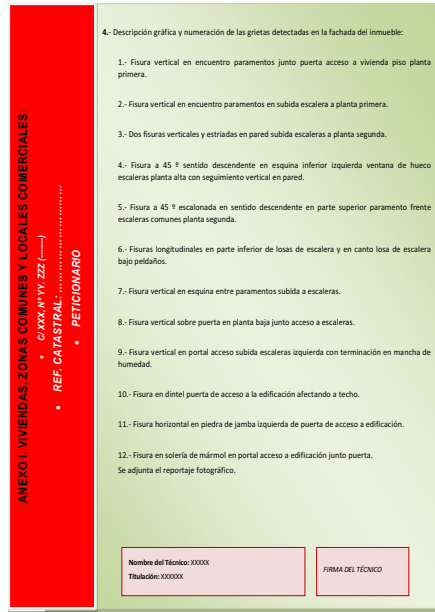 ANEXO I. VIVIENDAS, ZONAS COMUNES Y LOCALES COMERCIALES:
• C/ XXX, Nº YY. ZZZ (------)
• REF. CATASTRAL: ................................
• PETICIONARIO
4.- Descripción gráfica y numeración de las grietas detectadas en la fachada del inmueble:
1.- Fisura vertical en encuentro paramentos junto puerta acceso a vivienda piso planta
primera.
2.- Fisura vertical en encuentro paramentos en subida escalera a planta primera.
3.- Dos fisuras verticales y estriadas en pared subida escaleras a planta segunda.
4.- Fisura a 45 º sentido descendente en esquina inferior izquierda ventana de hueco
escaleras planta alta con seguimiento vertical en pared.
5.- Fisura a 45 º escalonada en sentido descendente en parte superior paramento frente
escaleras comunes planta segunda.
6.- Fisuras longitudinales en parte inferior de losas de escalera y en canto losa de escalera
bajo peldaños.
7.- Fisura vertical en esquina entre paramentos subida a escaleras.
8.- Fisura vertical sobre puerta en planta baja junto acceso a escaleras.
9.- Fisura vertical en portal acceso subida escaleras izquierda con terminación en mancha de
humedad.
10.- Fisura en dintel puerta de acceso a la edificación afectando a techo.
11.- Fisura horizontal en piedra de jamba izquierda de puerta de acceso a edificación.
12.- Fisura en solería de mármol en portal acceso a edificación junto puerta.
Se adjunta el reportaje fotográfico.
Nombre del Técnico: XXXXX
Titulación: XXXXXX
FIRMA DEL TÉCNICO